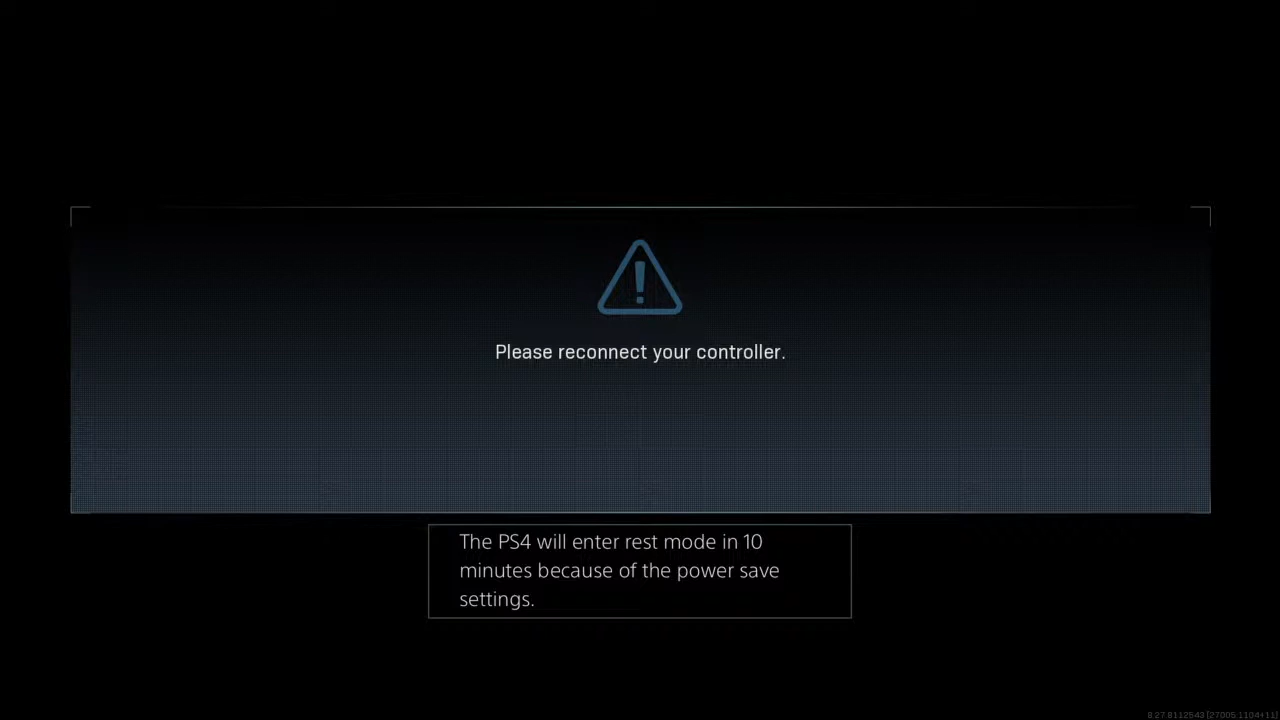 Please reconnect your controller.
The PS4 will enter rest mode in 10
minutes because of the power save
settings.